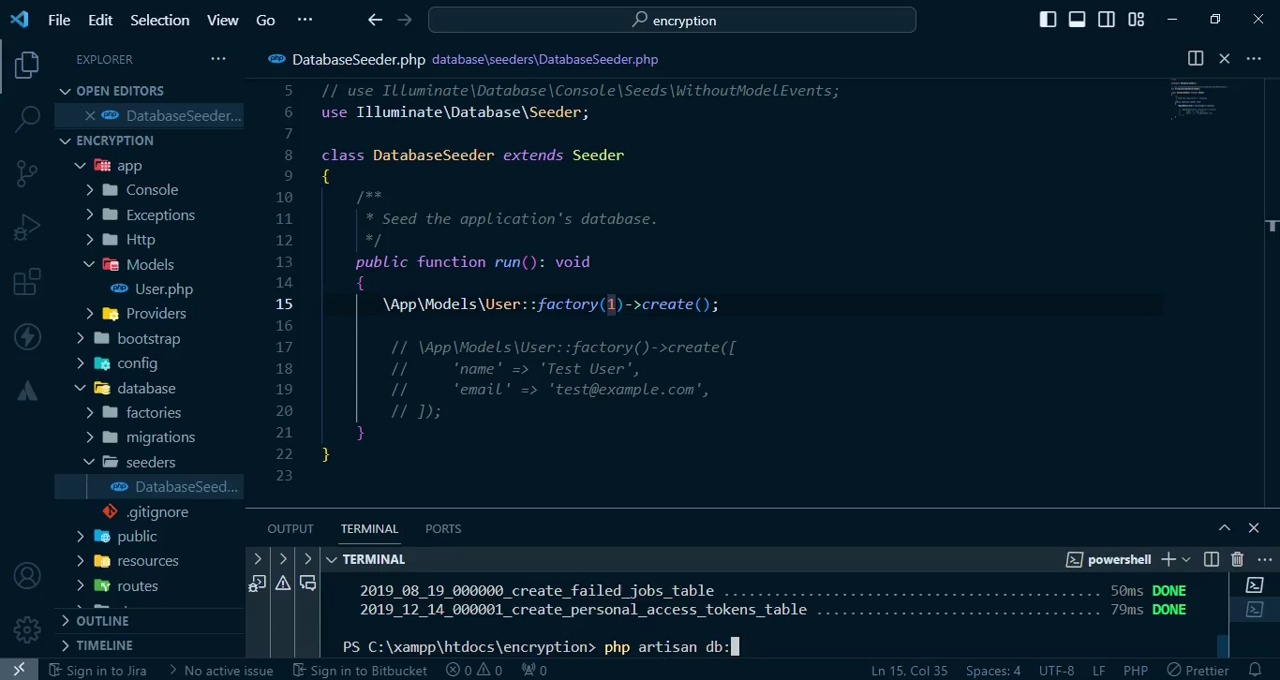 File Edit Selection View Go ··· encryption
EXPLORER ···
OPEN EDITORS
DatabaseSeeder...
ENCRYPTION
app
Console
Exceptions
Http
Models
User.php
Providers
bootstrap
config
database
factories
migrations
seeders
DatabaseSeed...
.gitignore
public
resources
routes
OUTLINE
TIMELINE
DatabaseSeeder.php database\seeders\DatabaseSeeder.php
5 // use Illuminate\Database\Console\Seeds\WithoutModelEvents;
6 use Illuminate\Database\Seeder;
7
8 class DatabaseSeeder extends Seeder
9 {
10 /**
11 * Seed the application's database.
12 */
13 public function run(): void
14 {
15 \App\Models\User::factory(1)->create();
16
17 // \App\Models\User::factory()->create([
18 // 'name' => 'Test User',
19 // 'email' => 'test@example.com',
20 // ]);
21 }
22 }
23
OUTPUT TERMINAL PORTS
TERMINAL powershell
2019_08_19_000000_create_failed_jobs_table ............................................ 50ms DONE
2019_12_14_000001_create_personal_access_tokens_table ................................. 79ms DONE
PS C:\xampp\htdocs\encryption> php artisan db:
Sign in to Jira No active issue Sign in to Bitbucket 0 0 0 Ln 15, Col 35 Spaces: 4 UTF-8 LF PHP Prettier